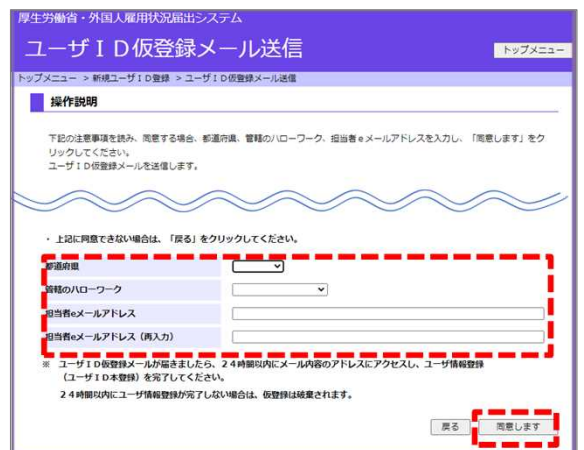 厚生労働省・外国人雇用状況届出システム
ユーザＩＤ仮登録メール送信
トップメニュー
トップメニュー > 新規ユーザＩＤ登録 > ユーザＩＤ仮登録メール送信
操作説明
下記の注意事項を読み、同意する場合、都道府県、管轄のハローワーク、担当者ｅメールアドレスを入力し、「同意します」をク
リックしてください。
ユーザＩＤ仮登録メールを送信します。
・ 上記に同意できない場合は、「戻る」をクリックしてください。
都道府県
管轄のハローワーク
担当者eメールアドレス
担当者eメールアドレス（再入力）
※ ユーザＩＤ仮登録メールが届きましたら、２４時間以内にメール内容のアドレスにアクセスし、ユーザ情報登録
（ユーザＩＤ本登録）を完了してください。
２４時間以内にユーザ情報登録が完了しない場合は、仮登録は破棄されます。
戻る
同意します